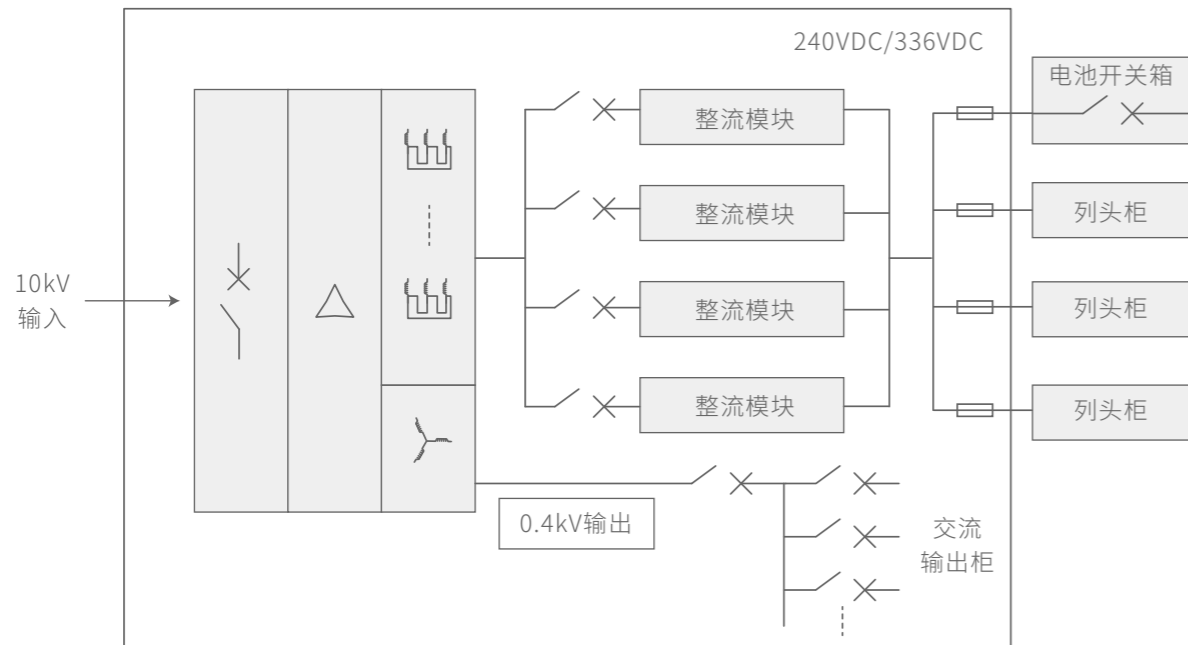 240VDC/336VDC
电池开关箱
整流模块
整流模块
列头柜
10kV
输入
整流模块
列头柜
整流模块
列头柜
0.4kV输出
交流
输出柜